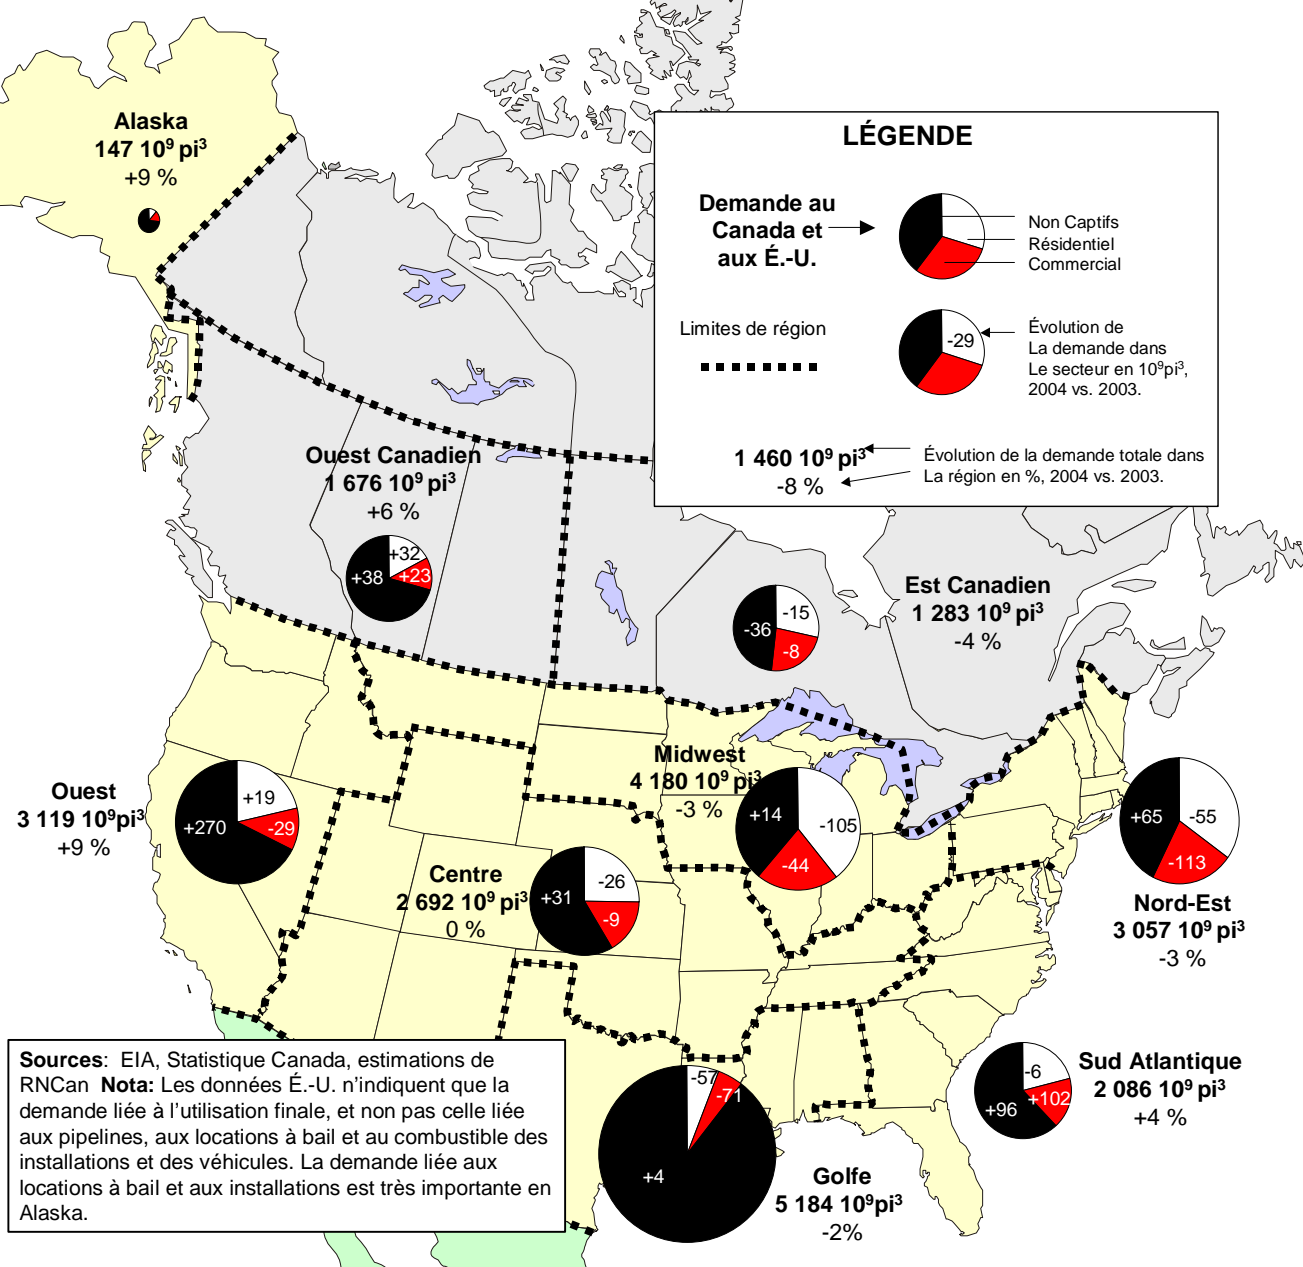 Alaska
147 10⁹ pi³
+9 %
LÉGENDE
Demande au
Canada et
aux É.-U.
Non Captifs
Résidentiel
Commercial
Limites de région
-29
Évolution de
La demande dans
Le secteur en 10⁹pi³,
2004 vs. 2003.
1 460 10⁹ pi³
-8 %
Évolution de la demande totale dans
La région en %, 2004 vs. 2003.
Ouest Canadien
1 676 10⁹ pi³
+6 %
+32
+38
+23
Est Canadien
1 283 10⁹ pi³
-4 %
-15
-36
-8
Ouest
3 119 10⁹pi³
+9 %
+19
+270
-29
Midwest
4 180 10⁹ pi³
-3 %
+14
-105
-44
+65
-55
-113
Nord-Est
3 057 10⁹ pi³
-3 %
Centre
2 692 10⁹ pi³
0 %
-26
+31
-9
Sud Atlantique
2 086 10⁹ pi³
+4 %
-6
+102
+96
-57
-71
+4
Golfe
5 184 10⁹pi³
-2%
Sources: EIA, Statistique Canada, estimations de
RNCan Nota: Les données É.-U. n’indiquent que la
demande liée à l’utilisation finale, et non pas celle liée
aux pipelines, aux locations à bail et au combustible des
installations et des véhicules. La demande liée aux
locations à bail et aux installations est très importante en
Alaska.